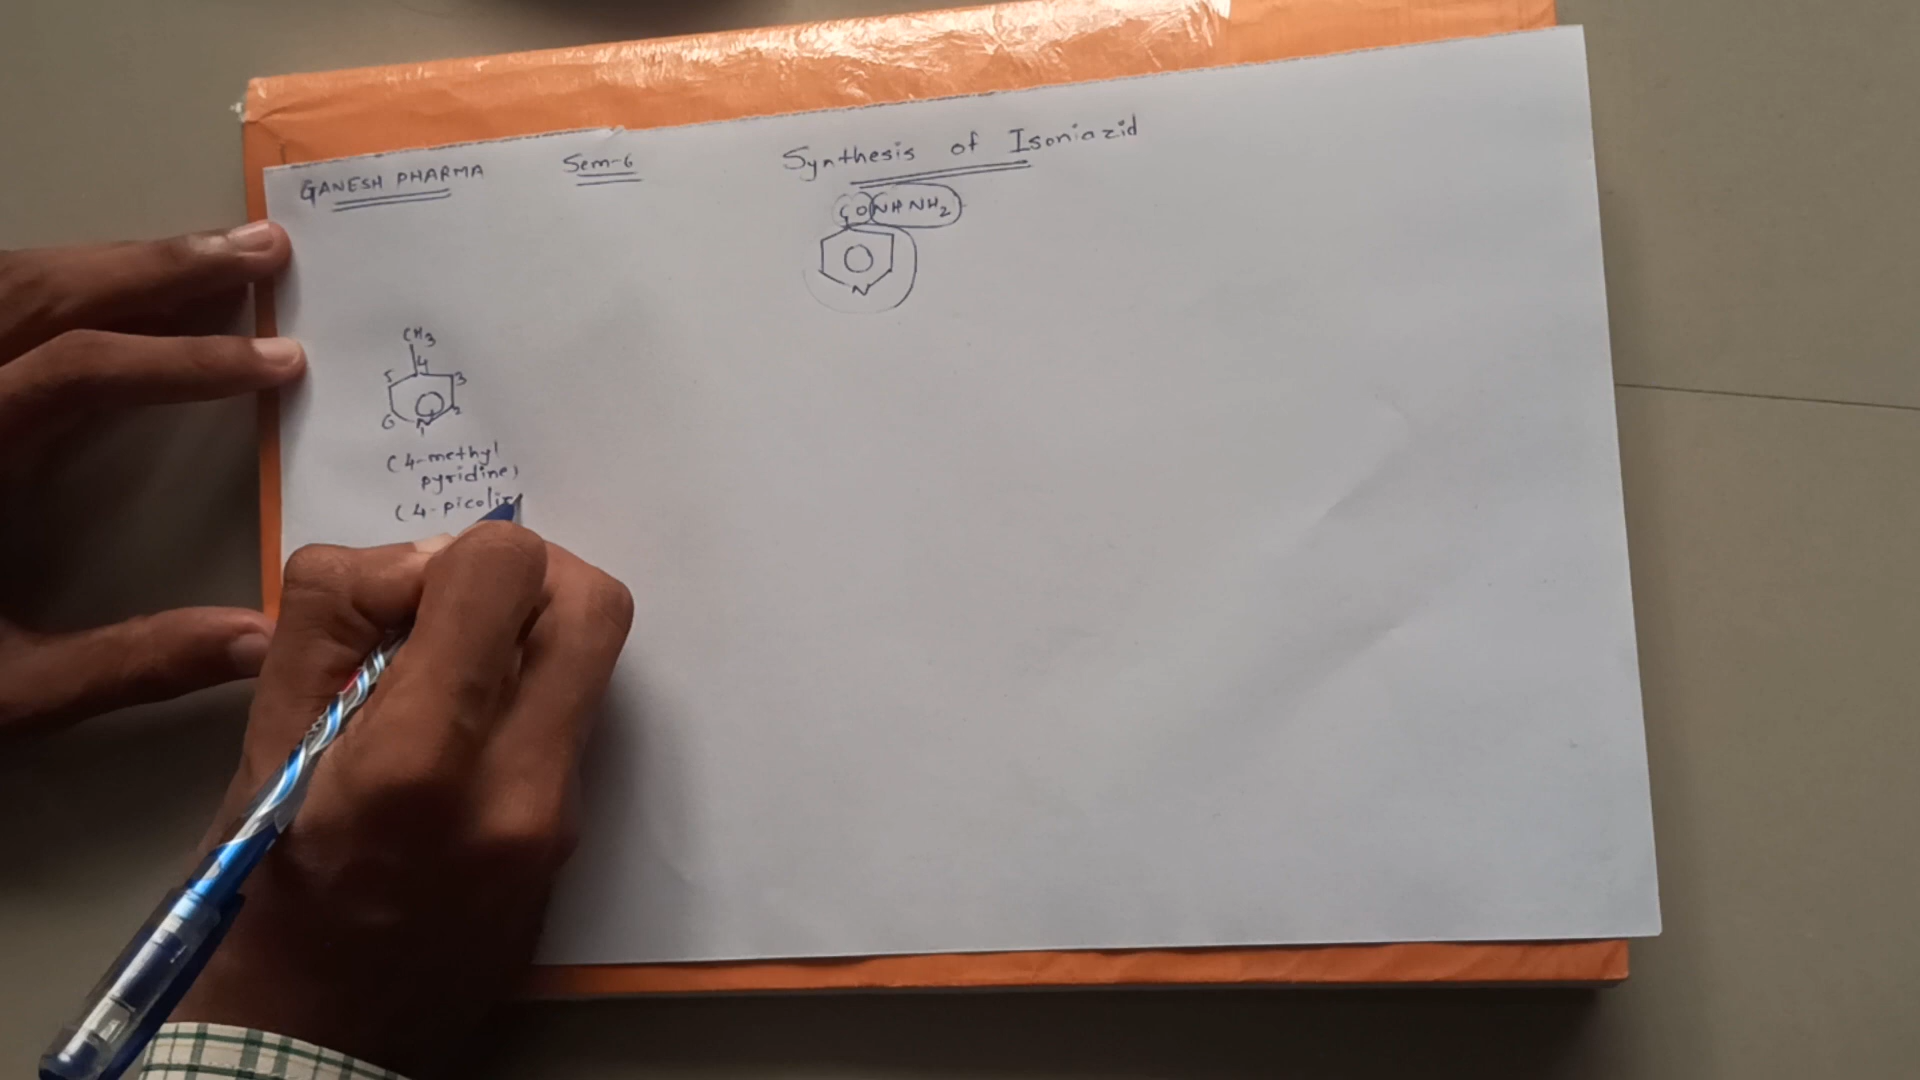 GANESH PHARMA
Sem-6
Synthesis of Isoniazid
CONHNH2
N
CH3
4
5 3
6 2
N
1
(4-methyl
pyridine)
(4-picolin